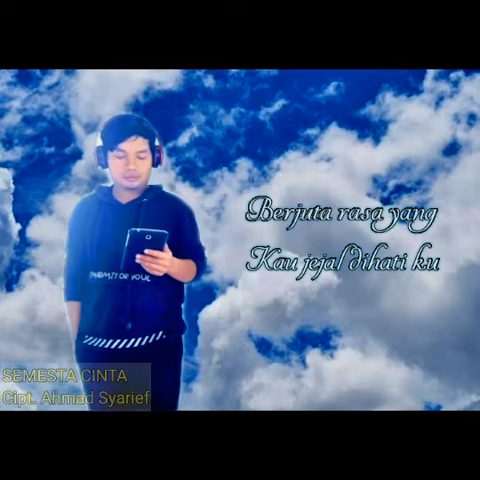 Berjuta rasa yang
Kau jejal dihati ku
SEMESTA CINTA
Cipt. Ahmad Syarief